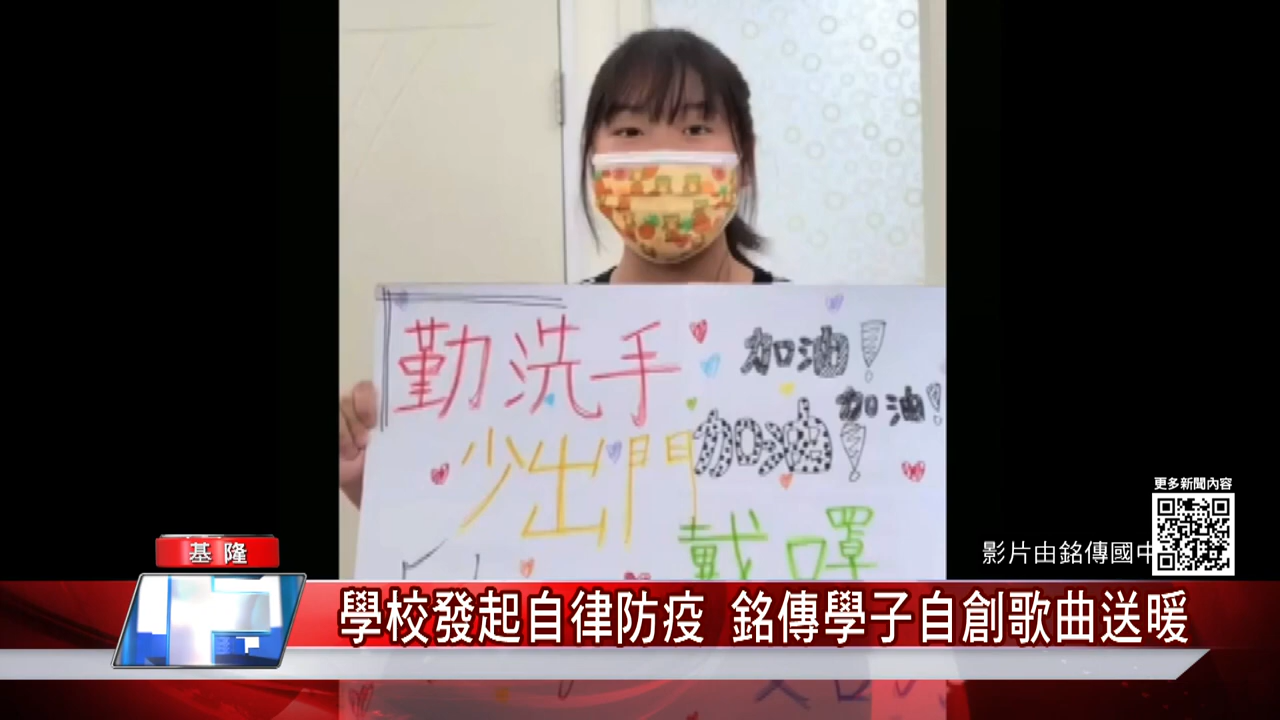 勤洗手
加油!
加油!
加油!
少出門
戴口罩
更多新聞內容
基隆
影片由銘傳國中
學校發起自律防疫 銘傳學子自創歌曲送暖